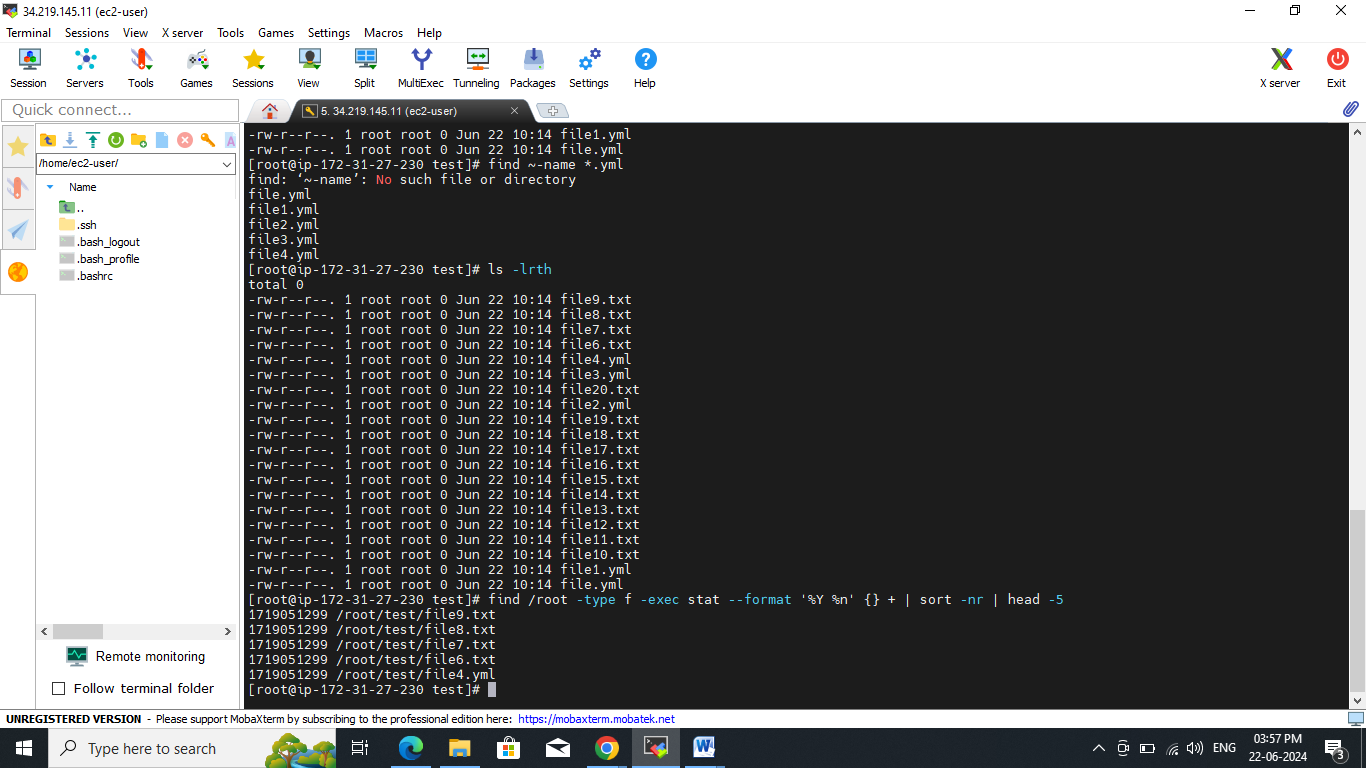 34.219.145.11 (ec2-user)
Terminal Sessions View X server Tools Games Settings Macros Help
Session Servers Tools Games Sessions View Split MultiExec Tunneling Packages Settings Help X server Exit
Quick connect...
5. 34.219.145.11 (ec2-user)
/home/ec2-user/
Name
..
.ssh
.bash_logout
.bash_profile
.bashrc
Remote monitoring
Follow terminal folder
-rw-r--r--. 1 root root 0 Jun 22 10:14 file1.yml
-rw-r--r--. 1 root root 0 Jun 22 10:14 file.yml
[root@ip-172-31-27-230 test]# find ~-name *.yml
find: ‘~-name’: No such file or directory
file.yml
file1.yml
file2.yml
file3.yml
file4.yml
[root@ip-172-31-27-230 test]# ls -lrth
total 0
-rw-r--r--. 1 root root 0 Jun 22 10:14 file9.txt
-rw-r--r--. 1 root root 0 Jun 22 10:14 file8.txt
-rw-r--r--. 1 root root 0 Jun 22 10:14 file7.txt
-rw-r--r--. 1 root root 0 Jun 22 10:14 file6.txt
-rw-r--r--. 1 root root 0 Jun 22 10:14 file4.yml
-rw-r--r--. 1 root root 0 Jun 22 10:14 file3.yml
-rw-r--r--. 1 root root 0 Jun 22 10:14 file20.txt
-rw-r--r--. 1 root root 0 Jun 22 10:14 file2.yml
-rw-r--r--. 1 root root 0 Jun 22 10:14 file19.txt
-rw-r--r--. 1 root root 0 Jun 22 10:14 file18.txt
-rw-r--r--. 1 root root 0 Jun 22 10:14 file17.txt
-rw-r--r--. 1 root root 0 Jun 22 10:14 file16.txt
-rw-r--r--. 1 root root 0 Jun 22 10:14 file15.txt
-rw-r--r--. 1 root root 0 Jun 22 10:14 file14.txt
-rw-r--r--. 1 root root 0 Jun 22 10:14 file13.txt
-rw-r--r--. 1 root root 0 Jun 22 10:14 file12.txt
-rw-r--r--. 1 root root 0 Jun 22 10:14 file11.txt
-rw-r--r--. 1 root root 0 Jun 22 10:14 file10.txt
-rw-r--r--. 1 root root 0 Jun 22 10:14 file1.yml
-rw-r--r--. 1 root root 0 Jun 22 10:14 file.yml
[root@ip-172-31-27-230 test]# find /root -type f -exec stat --format '%Y %n' {} + | sort -nr | head -5
1719051299 /root/test/file9.txt
1719051299 /root/test/file8.txt
1719051299 /root/test/file7.txt
1719051299 /root/test/file6.txt
1719051299 /root/test/file4.yml
[root@ip-172-31-27-230 test]#
UNREGISTERED VERSION - Please support MobaXterm by subscribing to the professional edition here: https://mobaxterm.mobatek.net
Type here to search
ENG
03:57 PM
22-06-2024
3